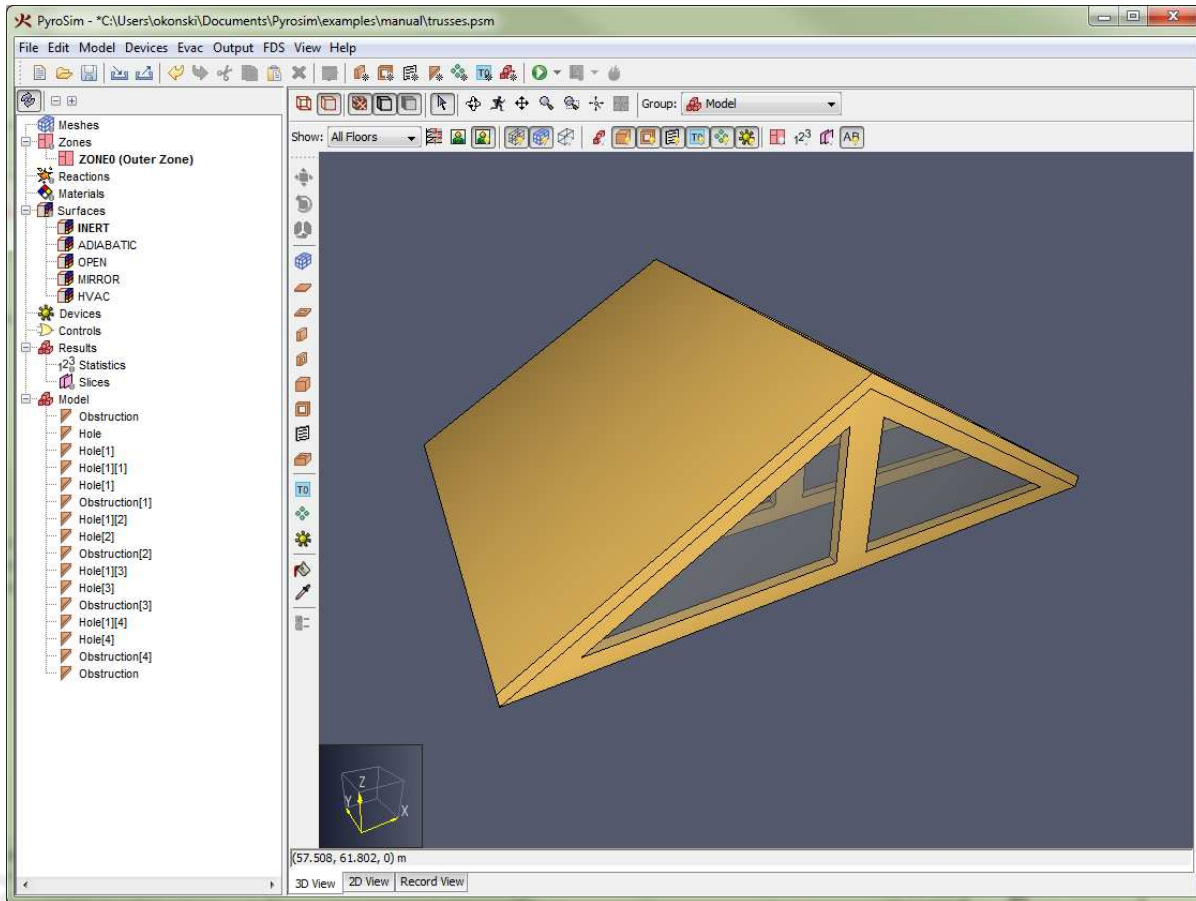 PyroSim - *C:\Users\okonski\Documents\Pyrosim\examples\manual\trusses.psm
File Edit Model Devices Evac Output FDS View Help
Group: Model
Show: All Floors
Meshes
Zones
ZONE0 (Outer Zone)
Reactions
Materials
Surfaces
INERT
ADIABATIC
OPEN
MIRROR
HVAC
Devices
Controls
Results
Statistics
Slices
Model
Obstruction
Hole
Hole[1]
Hole[1][1]
Hole[1]
Obstruction[1]
Hole[1][2]
Hole[2]
Obstruction[2]
Hole[1][3]
Hole[3]
Obstruction[3]
Hole[1][4]
Hole[4]
Obstruction[4]
Obstruction
Z
Y
X
(57.508, 61.802, 0) m
3D View 2D View Record View